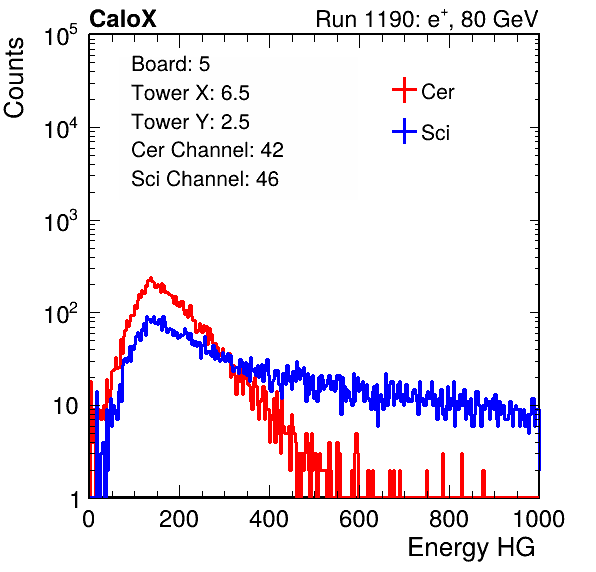 CaloX
Run 1190: e+, 80 GeV
Counts
Board: 5
Tower X: 6.5
Tower Y: 2.5
Cer Channel: 42
Sci Channel: 46
Cer
Sci
10^5
10^4
10^3
10^2
10
1
0 200 400 600 800 1000
Energy HG